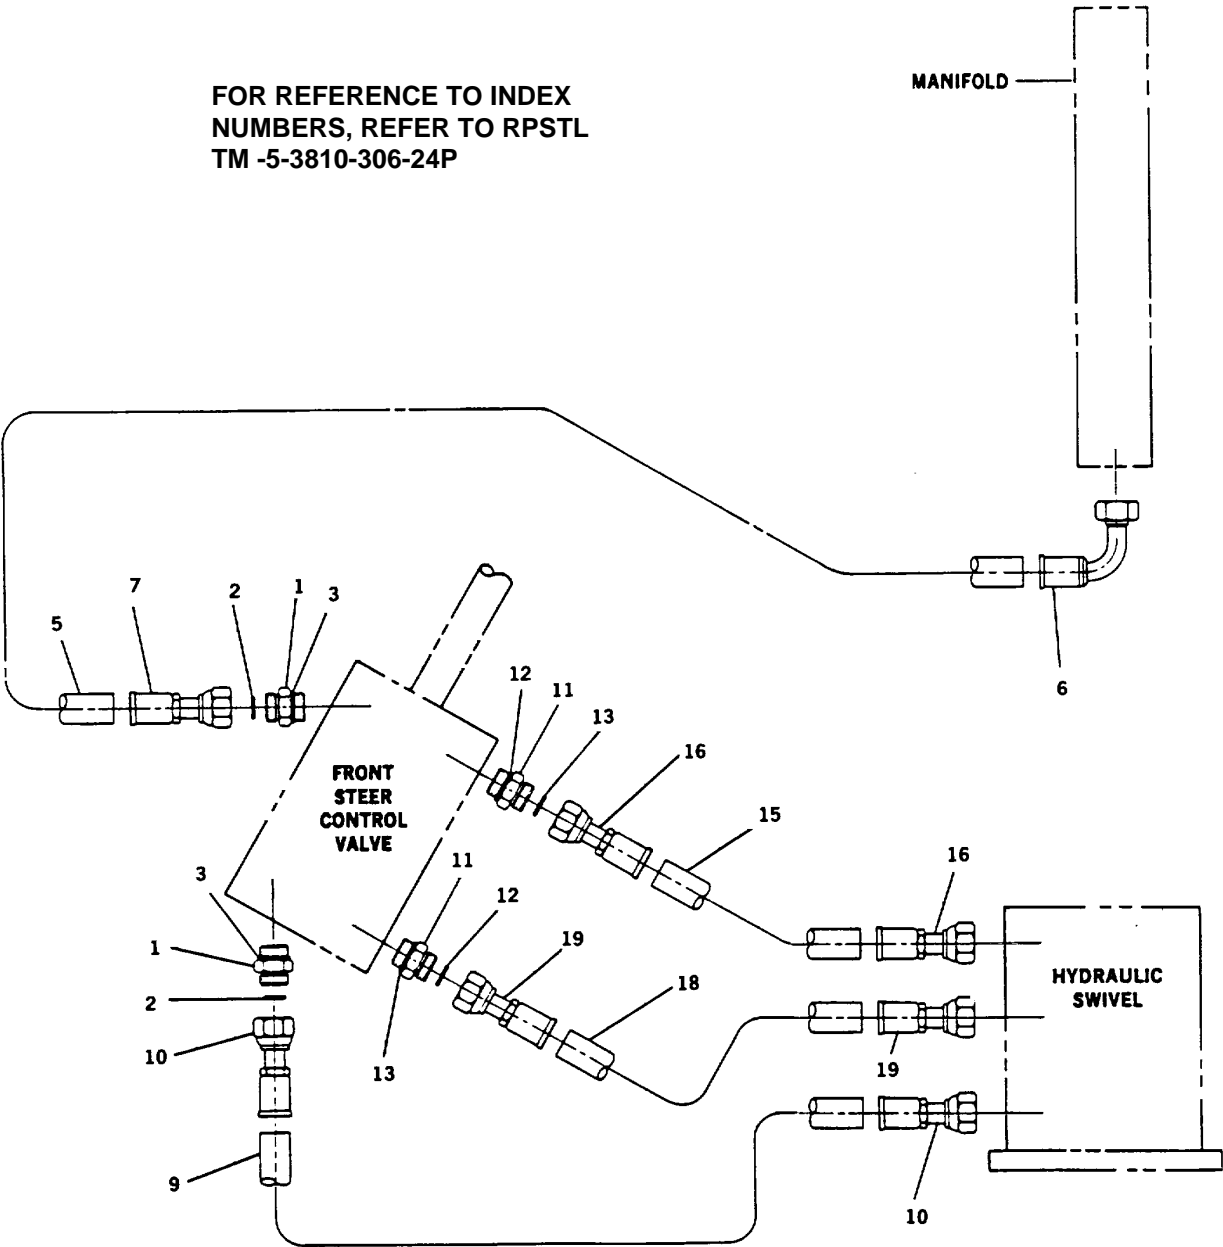 MANIFOLD
FOR REFERENCE TO INDEX
NUMBERS, REFER TO RPSTL
TM -5-3810-306-24P
7
2
1
3
5
6
12
11
13
16
FRONT
STEER
CONTROL
VALVE
15
16
11
12
3
1
2
19
18
HYDRAULIC
SWIVEL
10
13
19
9
10